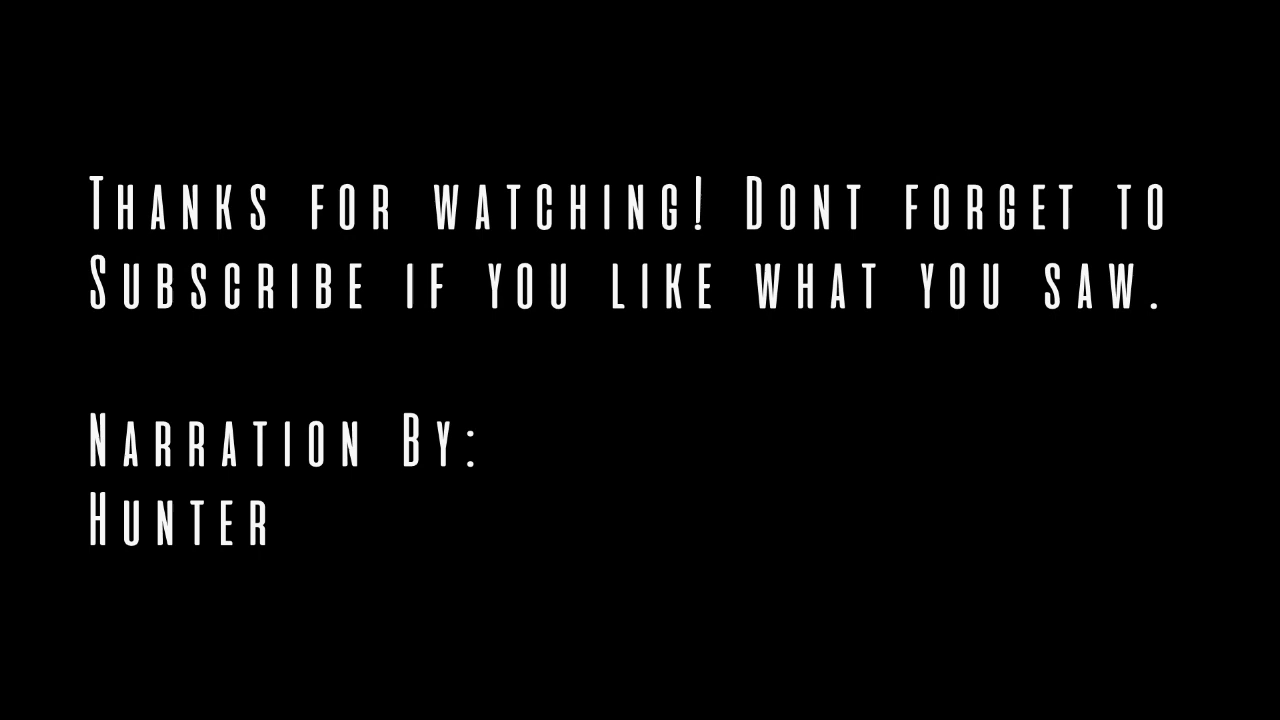 Thanks for watching! Dont forget to
Subscribe if you like what you saw.
Narration By:
Hunter